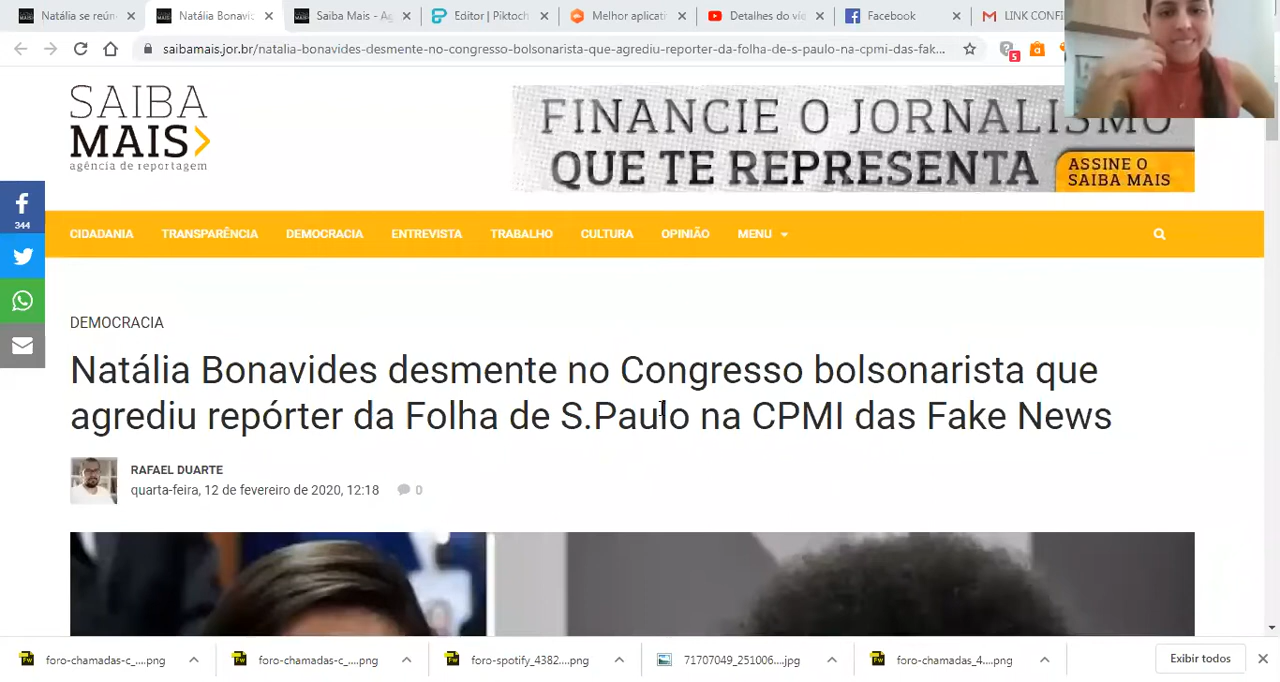 Natália se reún
Natália Bonavis
Saiba Mais - Ag
Editor | Piktoch
Melhor aplicati
Detalhes do víe
Facebook
LINK CONFI
saibamais.jor.br/natalia-bonavides-desmente-no-congresso-bolsonarista-que-agrediu-reporter-da-folha-de-s-paulo-na-cpmi-das-fak...
5
SAIBA
MAIS>
agência de reportagem
FINANCIE O JORNALISMO
QUE TE REPRESENTA
ASSINE O
SAIBA MAIS
344
CIDADANIA TRANSPARÊNCIA DEMOCRACIA ENTREVISTA TRABALHO CULTURA OPINIÃO MENU
DEMOCRACIA
Natália Bonavides desmente no Congresso bolsonarista que
agrediu repórter da Folha de S.Paulo na CPMI das Fake News
RAFAEL DUARTE
quarta-feira, 12 de fevereiro de 2020, 12:18 0
foro-chamadas-c_....png
foro-chamadas-c_....png
foro-spotify_4382....png
71707049_251006....jpg
foro-chamadas_4....png
Exibir todos